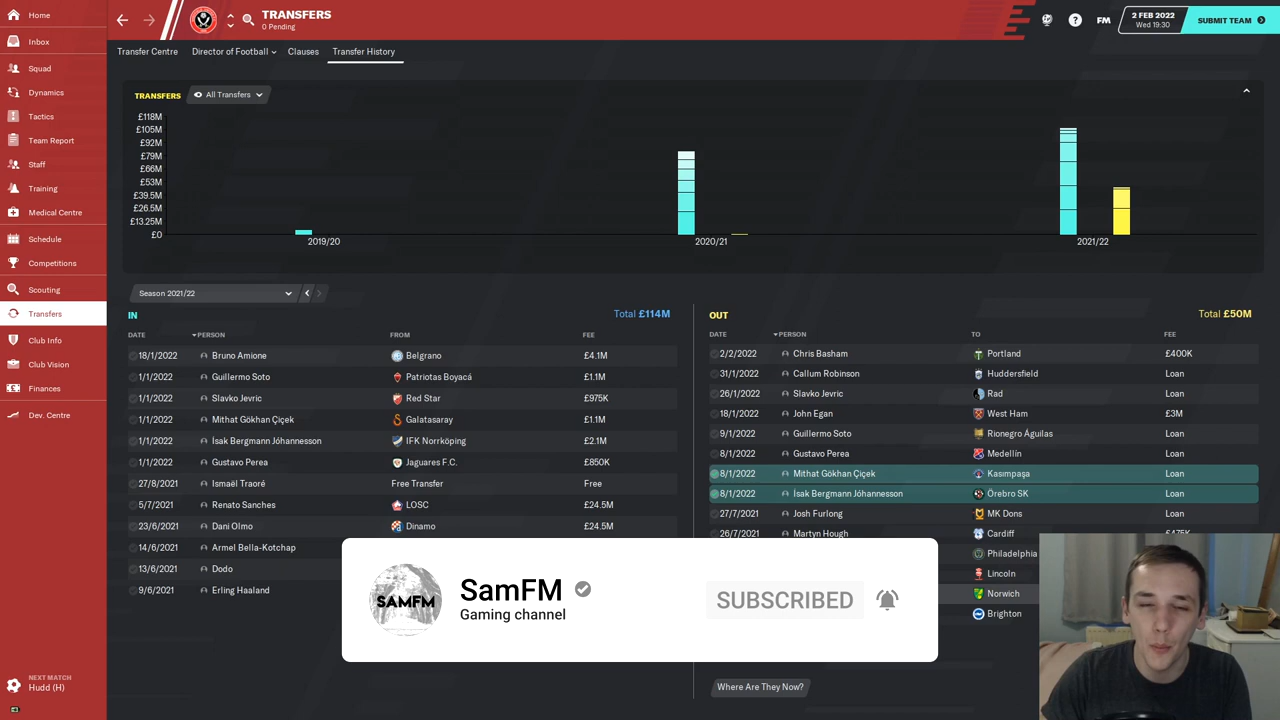 Home
Inbox
Squad
Dynamics
Tactics
Team Report
Staff
Training
Medical Centre
Schedule
Competitions
Scouting
Transfers
Club Info
Club Vision
Finances
Dev. Centre
NEXT MATCH
Hudd (H)
TRANSFERS
0 Pending
FM
2 FEB 2022
Wed 19:30
SUBMIT TEAM
Transfer Centre Director of Football Clauses Transfer History
TRANSFERS All Transfers
£118M
£105M
£92M
£79M
£66M
£53M
£39.5M
£26.5M
£13.25M
£0
2019/20 2020/21 2021/22
Season 2021/22
IN Total £114M
DATE PERSON FROM FEE
18/1/2022 Bruno Amione Belgrano £4.1M
1/1/2022 Guillermo Soto Patriotas Boyacá £1.1M
1/1/2022 Slavko Jevric Red Star £975K
1/1/2022 Mithat Gökhan Çiçek Galatasaray £1.1M
1/1/2022 Ísak Bergmann Jóhannesson IFK Norrköping £2.1M
1/1/2022 Gustavo Perea Jaguares F.C. £850K
27/8/2021 Ismaël Traoré Free Transfer Free
5/7/2021 Renato Sanches LOSC £24.5M
23/6/2021 Dani Olmo Dinamo £24.5M
14/6/2021 Armel Bella-Kotchap
13/6/2021 Dodo
9/6/2021 Erling Haaland
OUT Total £50M
DATE PERSON TO FEE
2/2/2022 Chris Basham Portland £400K
31/1/2022 Callum Robinson Huddersfield Loan
26/1/2022 Slavko Jevric Rad Loan
18/1/2022 John Egan West Ham £3M
9/1/2022 Guillermo Soto Rionegro Águilas Loan
8/1/2022 Gustavo Perea Medellín Loan
8/1/2022 Mithat Gökhan Çiçek Kasımpaşa Loan
8/1/2022 Ísak Bergmann Jóhannesson Örebro SK Loan
27/7/2021 Josh Furlong MK Dons Loan
26/7/2021 Martyn Hough Cardiff £475K
Philadelphia
Lincoln
Norwich
Brighton
Where Are They Now?
SAMFM
SamFM
Gaming channel
SUBSCRIBED